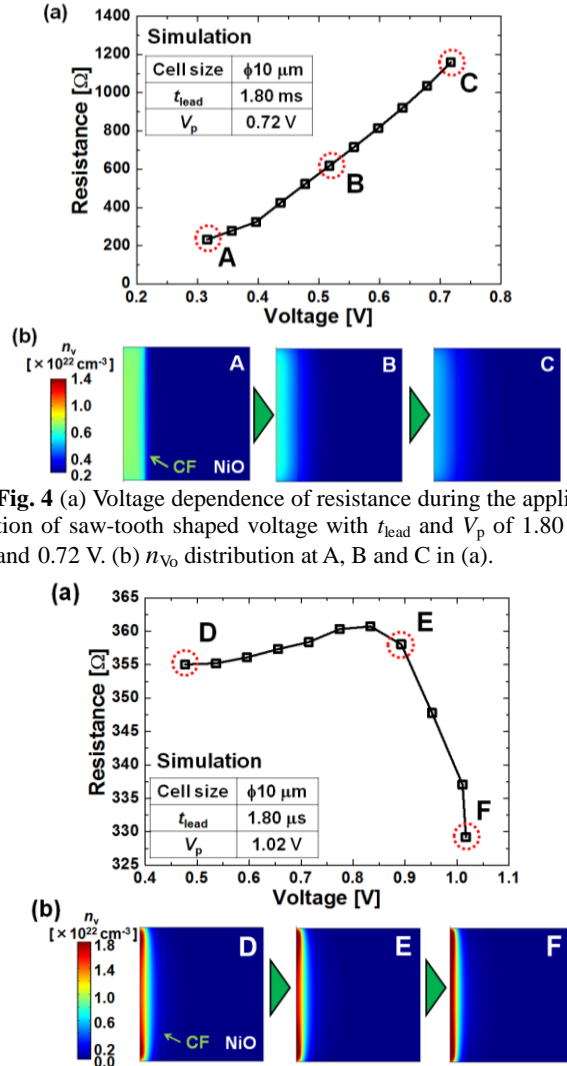 (a)
Simulation
Cell size ϕ10 μm
t_lead 1.80 ms
V_p 0.72 V
A
B
C
Resistance [Ω]
1400
1200
1000
800
600
400
200
0
0.2 0.3 0.4 0.5 0.6 0.7 0.8
Voltage [V]
(b)
n_v
[×10²² cm⁻³]
1.4
1.0
0.8
0.6
0.4
0.2
A
CF NiO
B
C
Fig. 4 (a) Voltage dependence of resistance during the appli
tion of saw-tooth shaped voltage with t_lead and V_p of 1.80
and 0.72 V. (b) n_Vo distribution at A, B and C in (a).
(a)
365
360
355
350
345
340
335
330
325
Resistance [Ω]
D
E
F
Simulation
Cell size ϕ10 μm
t_lead 1.80 μs
V_p 1.02 V
0.4 0.5 0.6 0.7 0.8 0.9 1.0 1.1
Voltage [V]
(b)
n_v
[×10²² cm⁻³]
1.8
1.6
1.2
1.0
0.6
0.2
0.0
D
CF NiO
E
F